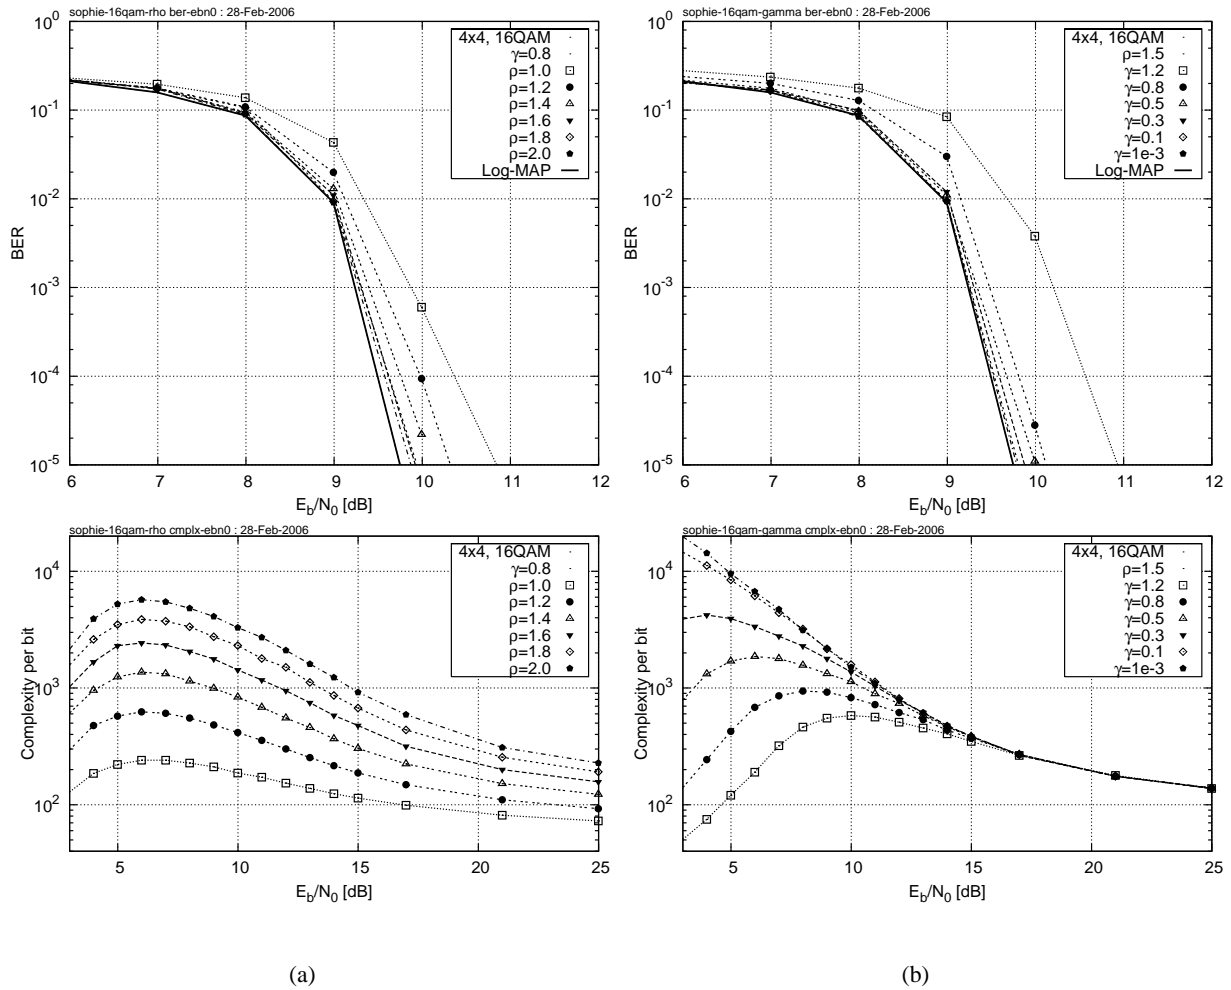 sophie-16qam-rho ber-ebn0 : 28-Feb-2006
4x4, 16QAM
γ=0.8
ρ=1.0
ρ=1.2
ρ=1.4
ρ=1.6
ρ=1.8
ρ=2.0
Log-MAP
10^0
10^-1
10^-2
10^-3
10^-4
10^-5
BER
6 7 8 9 10 11 12
E_b/N_0 [dB]
sophie-16qam-gamma ber-ebn0 : 28-Feb-2006
4x4, 16QAM
ρ=1.5
γ=1.2
γ=0.8
γ=0.5
γ=0.3
γ=0.1
γ=1e-3
Log-MAP
10^0
10^-1
10^-2
10^-3
10^-4
10^-5
BER
6 7 8 9 10 11 12
E_b/N_0 [dB]
sophie-16qam-rho cmplx-ebn0 : 28-Feb-2006
4x4, 16QAM
γ=0.8
ρ=1.0
ρ=1.2
ρ=1.4
ρ=1.6
ρ=1.8
ρ=2.0
10^4
10^3
10^2
Complexity per bit
5 10 15 20 25
E_b/N_0 [dB]
sophie-16qam-gamma cmplx-ebn0 : 28-Feb-2006
4x4, 16QAM
ρ=1.5
γ=1.2
γ=0.8
γ=0.5
γ=0.3
γ=0.1
γ=1e-3
10^4
10^3
10^2
Complexity per bit
5 10 15 20 25
E_b/N_0 [dB]
(a)
(b)